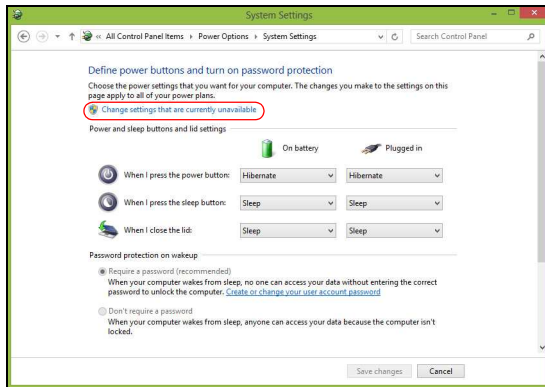 System Settings
« All Control Panel Items Power Options System Settings
Search Control Panel
Define power buttons and turn on password protection
Choose the power settings that you want for your computer. The changes you make to the settings on this
page apply to all of your power plans.
Change settings that are currently unavailable
Power and sleep buttons and lid settings
On battery Plugged in
When I press the power button: Hibernate Hibernate
When I press the sleep button: Sleep Sleep
When I close the lid: Sleep Sleep
Password protection on wakeup
Require a password (recommended)
When your computer wakes from sleep, no one can access your data without entering the correct
password to unlock the computer. Create or change your user account password
Don't require a password
When your computer wakes from sleep, anyone can access your data because the computer isn't
locked.
Save changes Cancel